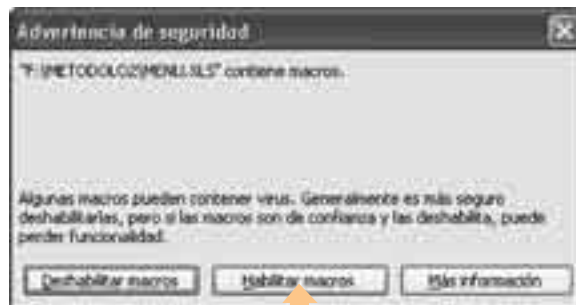 Advertencia de seguridad
"F:\METODOLO2\MENU.XLS" contiene macros.
Algunas macros pueden contener virus. Generalmente es más seguro
deshabilitarlas, pero si las macros son de confianza y las deshabilita, puede
perder funcionalidad.
Deshabilitar macros Habilitar macros Más información